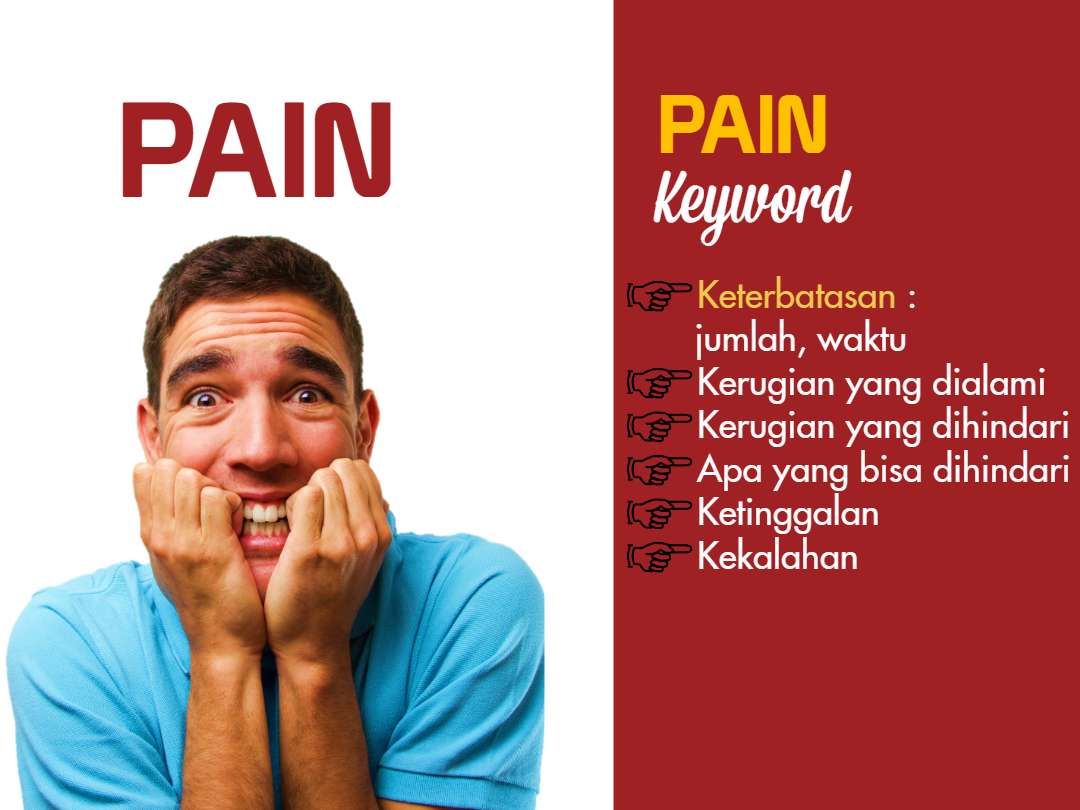 PAIN
PAIN
Keyword
Keterbatasan :
jumlah, waktu
Kerugian yang dialami
Kerugian yang dihindari
Apa yang bisa dihindari
Ketinggalan
Kekalahan